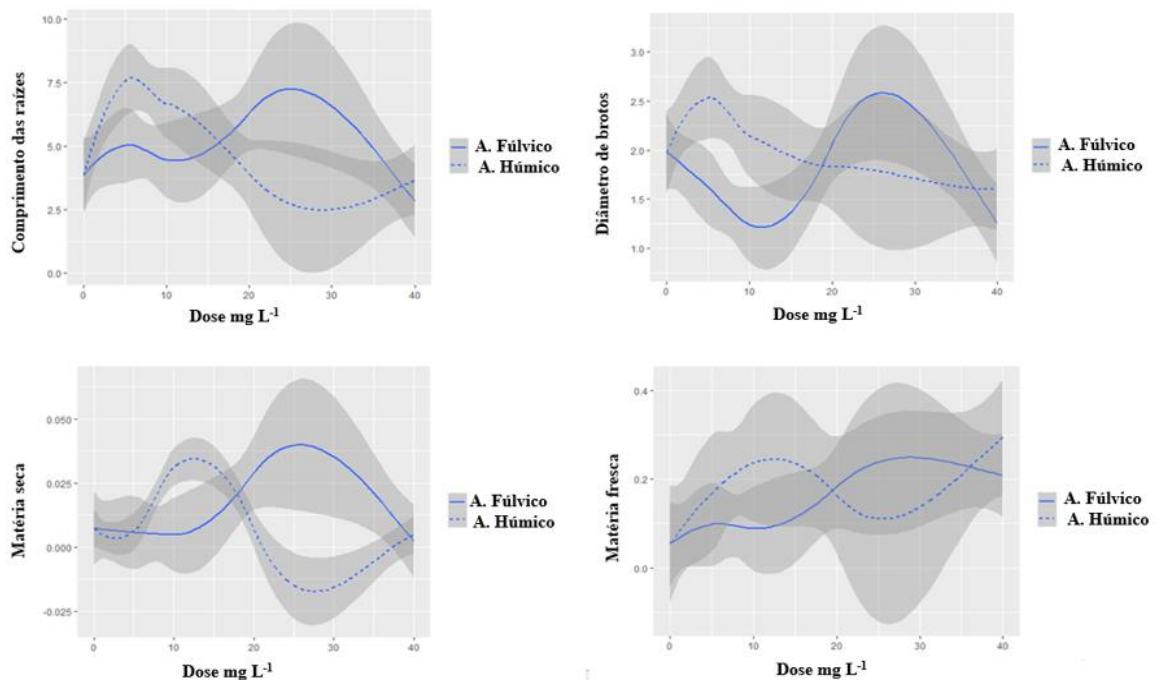 10.0
7.5
5.0
2.5
0.0
0 10 20 30 40
Comprimento das raízes
Dose mg L-1
A. Fúlvico
A. Húmico
3.0
2.5
2.0
1.5
1.0
0 10 20 30 40
Diâmetro de brotos
Dose mg L-1
A. Fúlvico
A. Húmico
0.050
0.025
0.000
-0.025
0 10 20 30 40
Matéria seca
Dose mg L-1
A. Fúlvico
A. Húmico
0.4
0.2
0.0
0 10 20 30 40
Matéria fresca
Dose mg L-1
A. Fúlvico
A. Húmico